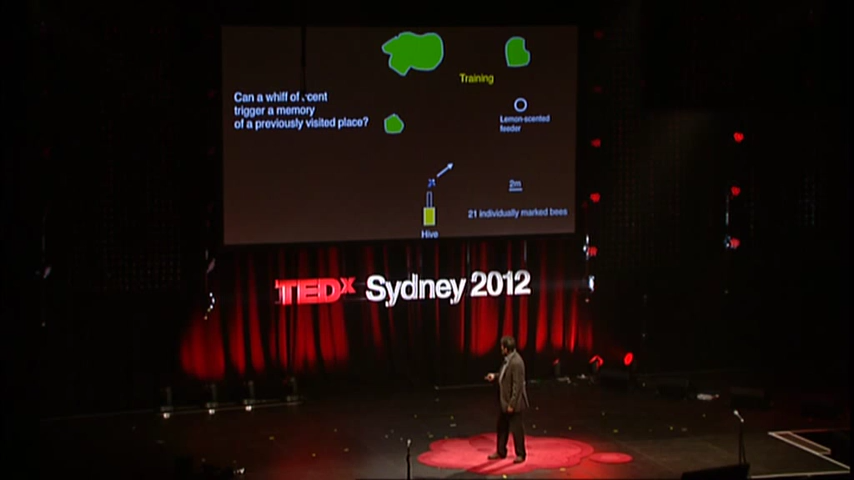 Training
Can a whiff of scent
trigger a memory
of a previously visited place?
Lemon-scented
feeder
2m
21 individually marked bees
Hive
TEDx Sydney 2012